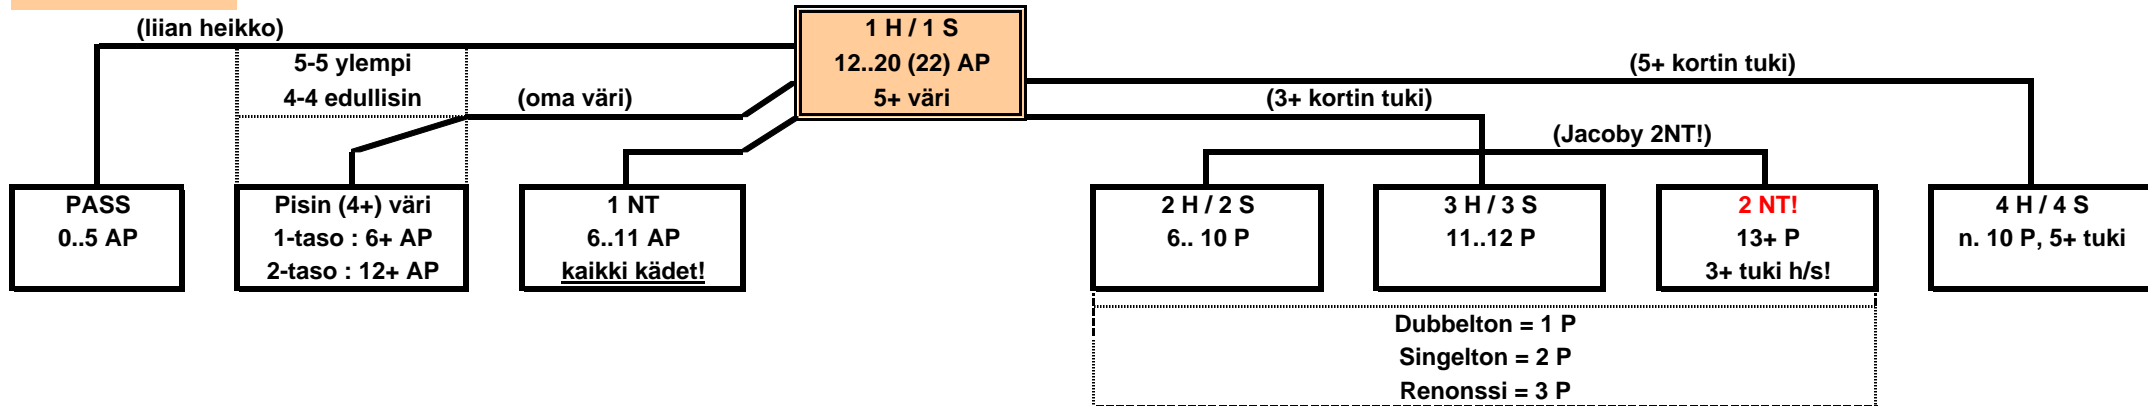 (liian heikko)
1 H / 1 S
12..20 (22) AP
5+ väri
5-5 ylempi
4-4 edullisin
(oma väri)
(5+ kortin tuki)
(3+ kortin tuki)
(Jacoby 2NT!)
PASS
0..5 AP
Pisin (4+) väri
1-taso : 6+ AP
2-taso : 12+ AP
1 NT
6..11 AP
kaikki kädet!
2 H / 2 S
6.. 10 P
3 H / 3 S
11..12 P
2 NT!
13+ P
3+ tuki h/s!
4 H / 4 S
n. 10 P, 5+ tuki
Dubbelton = 1 P
Singelton = 2 P
Renonssi = 3 P